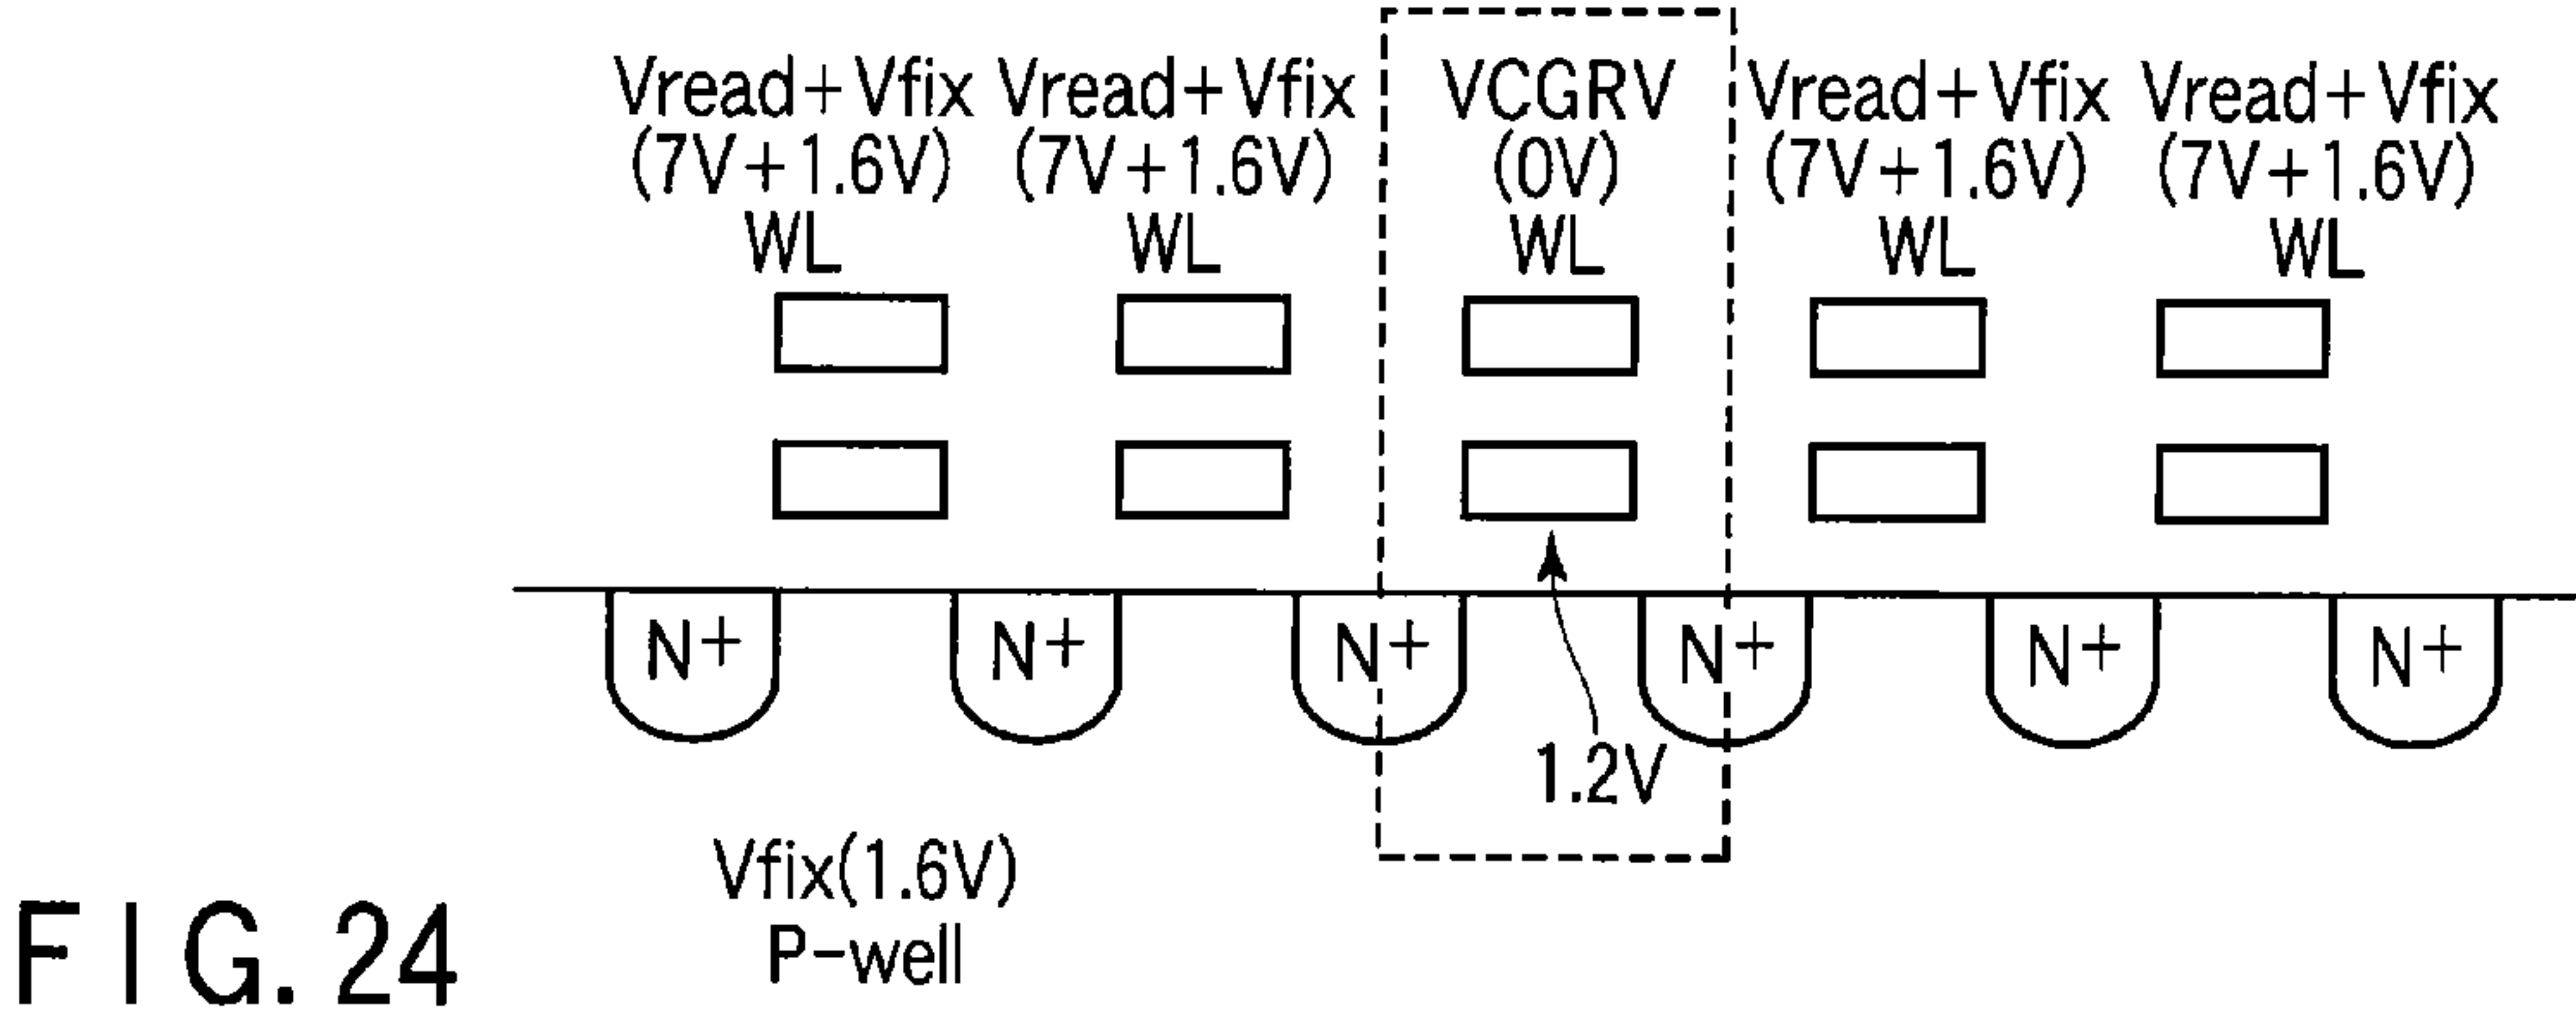 Vread+Vfix Vread+Vfix VCGRV Vread+Vfix Vread+Vfix
(7V+1.6V) (7V+1.6V) (0V) (7V+1.6V) (7V+1.6V)
WL WL WL WL WL
N+ N+ N+ N+ N+ N+
1.2V
Vfix(1.6V)
P-well
FIG. 24